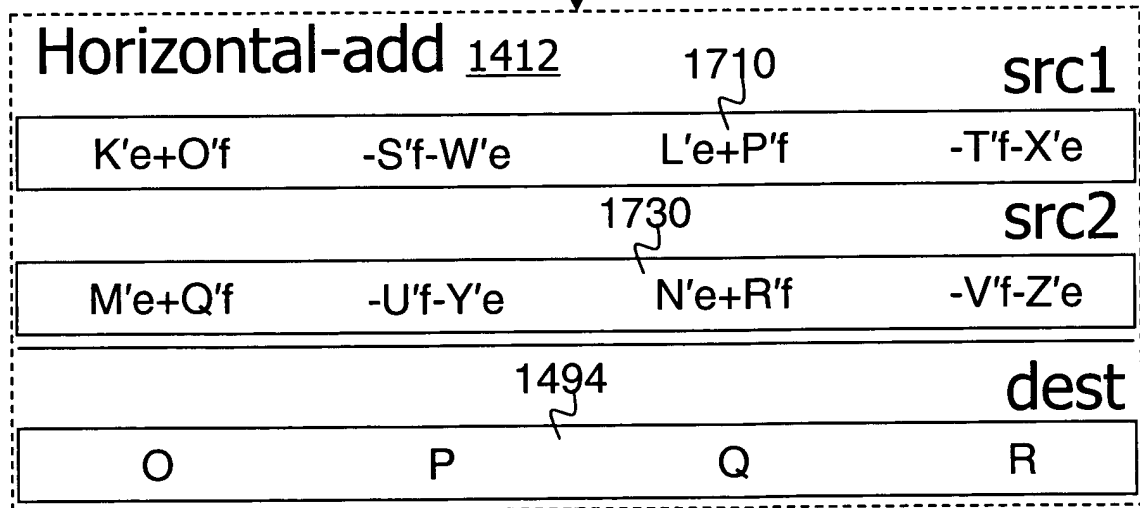 Horizontal-add 1412 1710 src1
K'e+O'f -S'f-W'e L'e+P'f -T'f-X'e
1730 src2
M'e+Q'f -U'f-Y'e N'e+R'f -V'f-Z'e
1494 dest
O P Q R